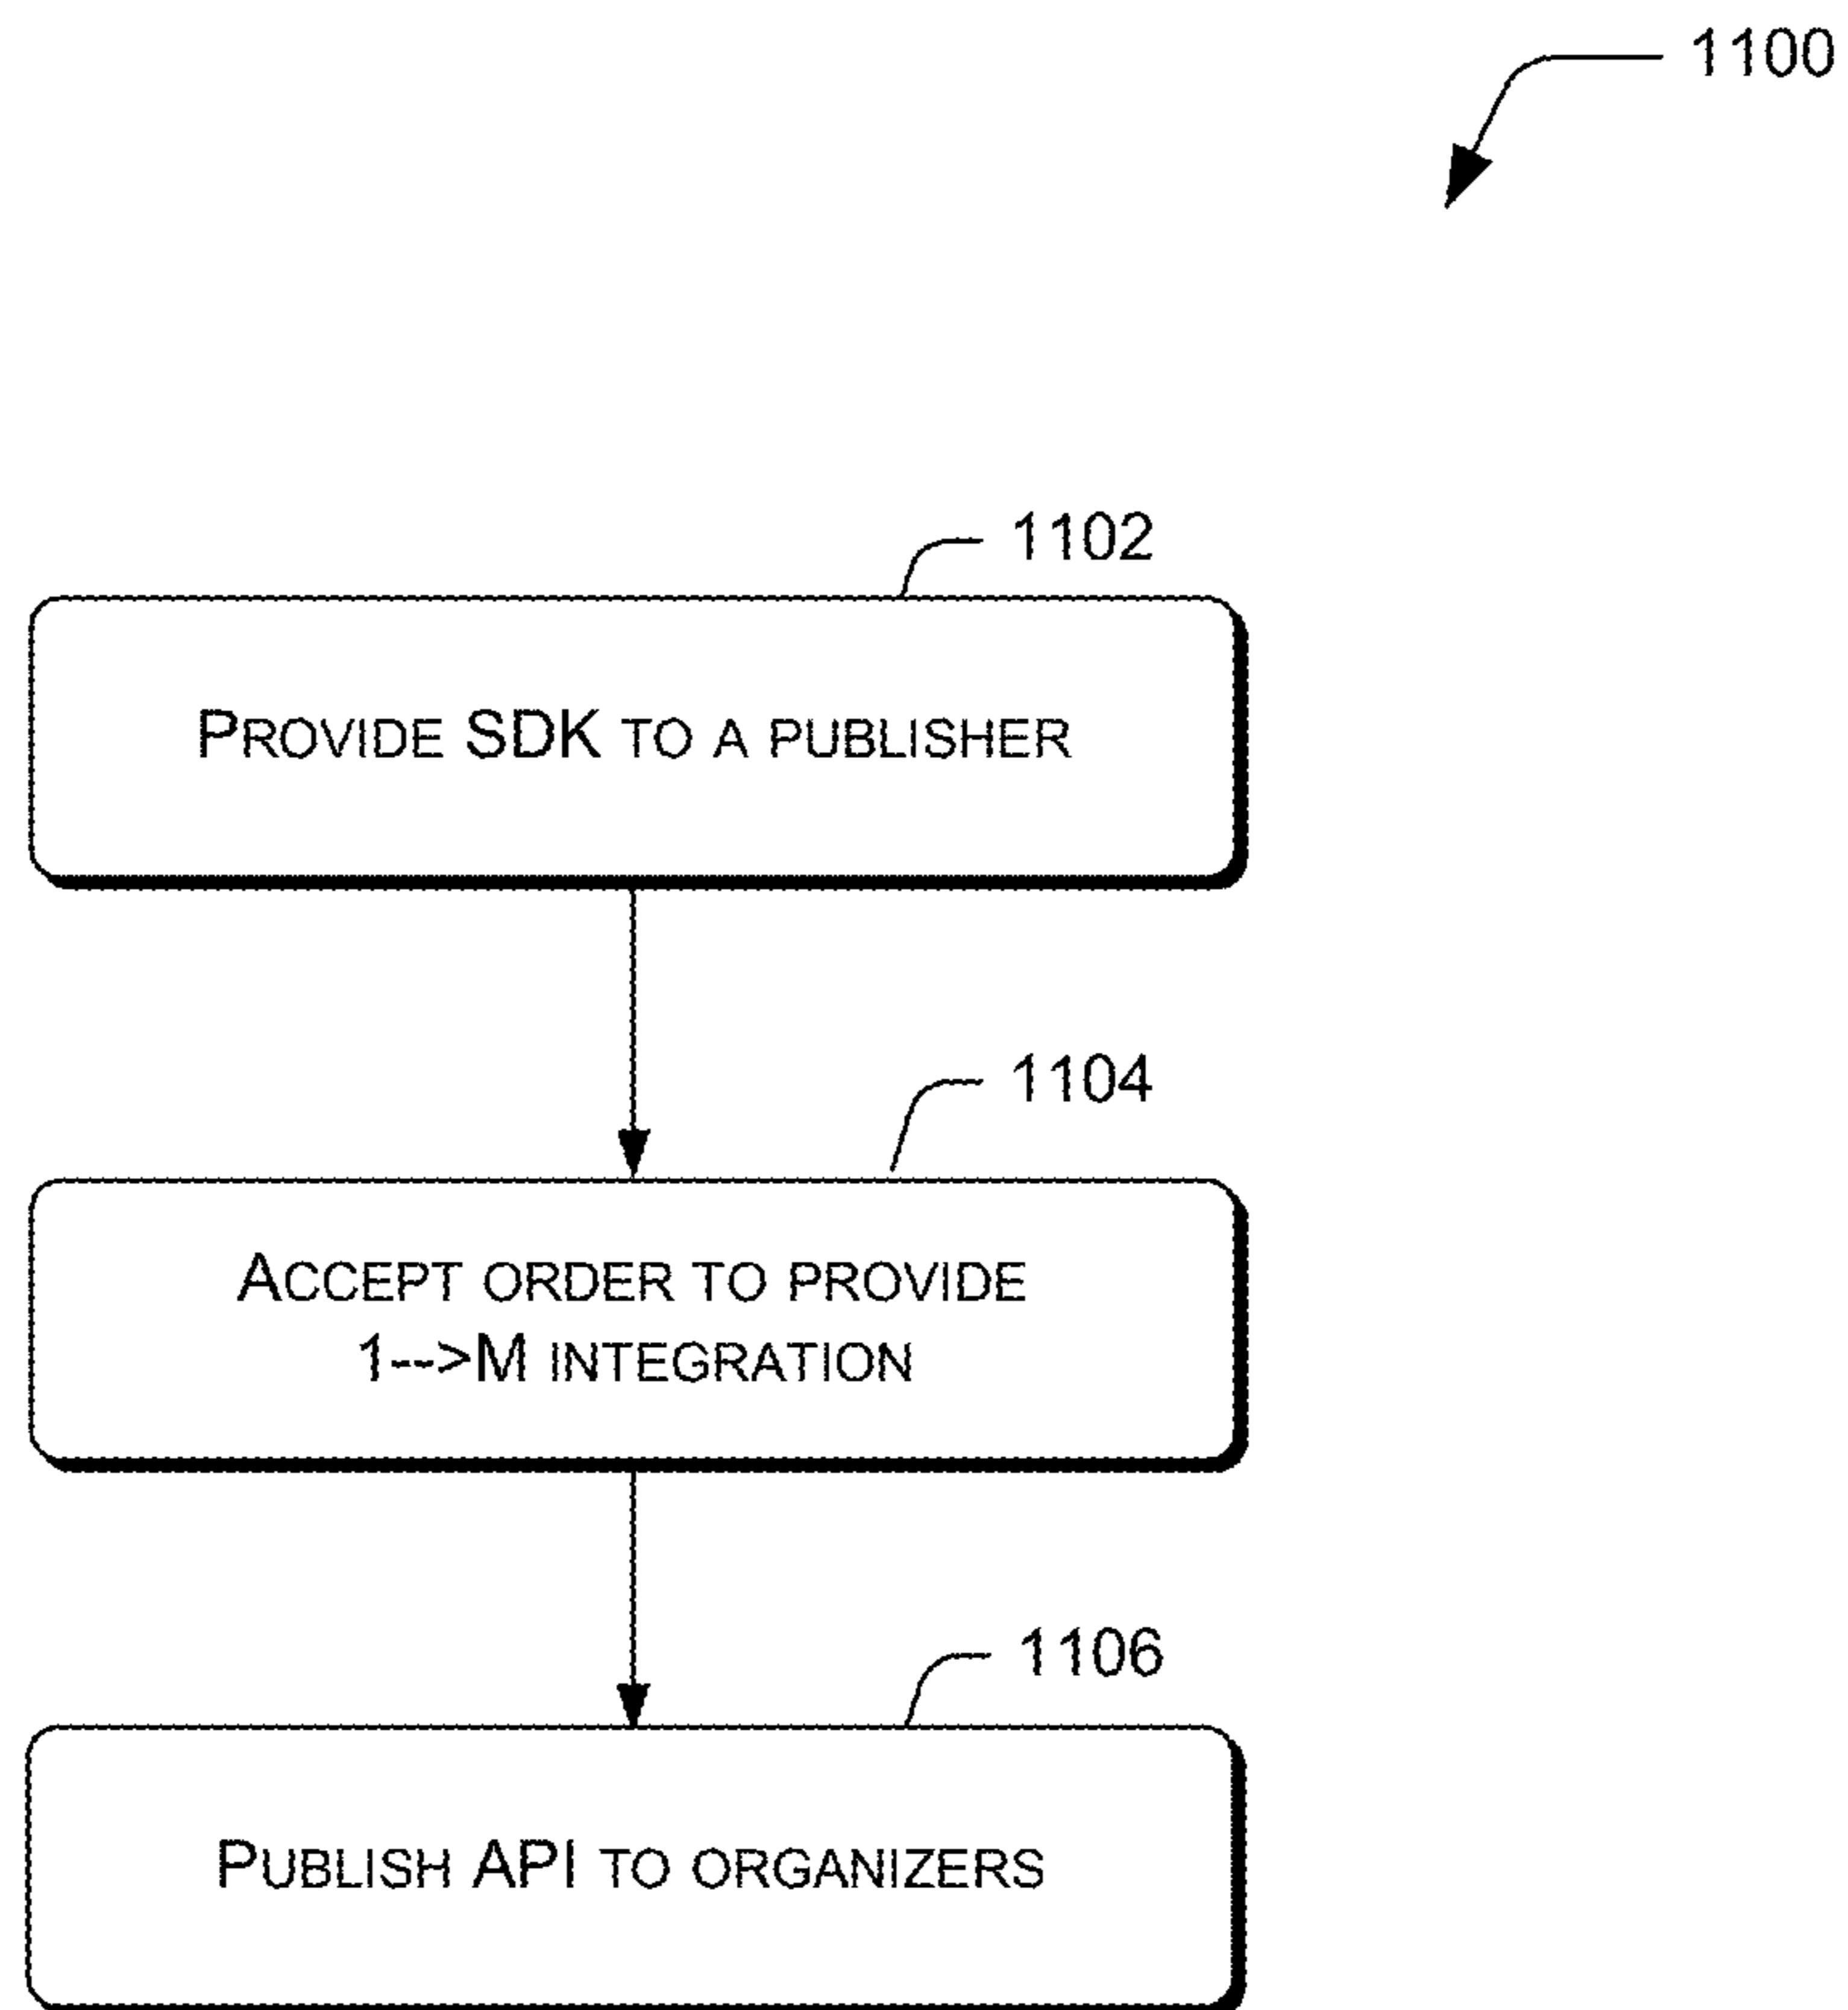 1100
1102
PROVIDE SDK TO A PUBLISHER
1104
ACCEPT ORDER TO PROVIDE
1-->M INTEGRATION
1106
PUBLISH API TO ORGANIZERS